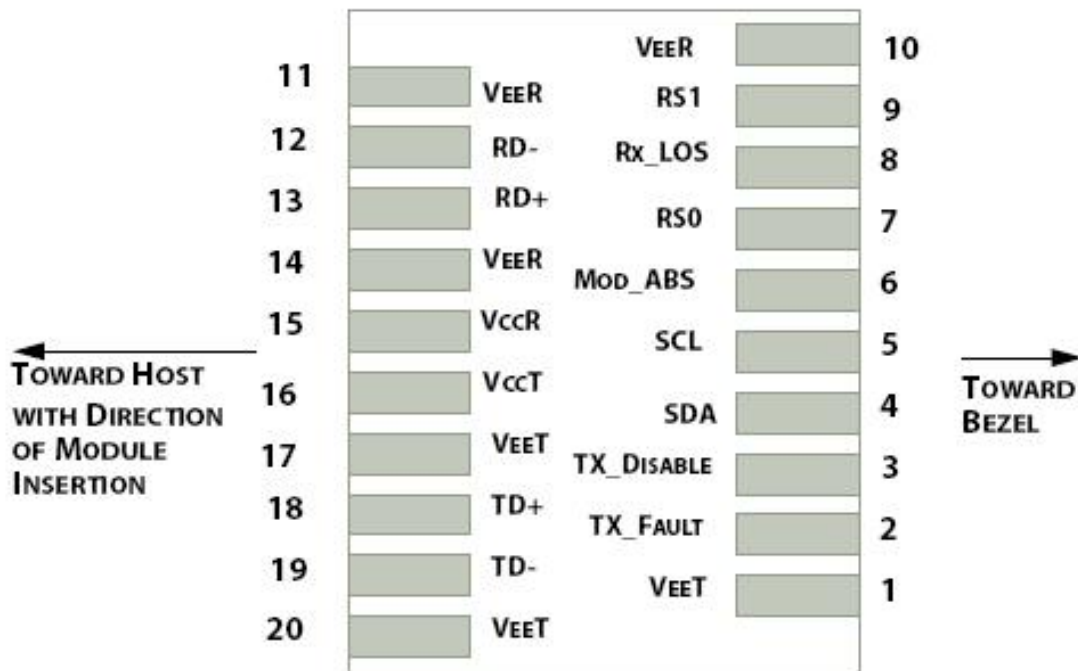 VEER 10
11 VEER
RS1 9
12 RD-
Rx_LOS 8
13 RD+
RS0 7
14 VEER
MOD_ABS 6
15 VCCR
SCL 5
TOWARD HOST
WITH DIRECTION
OF MODULE
INSERTION
TOWARD
BEZEL
16 VCCT
SDA 4
17 VEET
TX_DISABLE 3
18 TD+
TX_FAULT 2
19 TD-
VEET 1
20 VEET